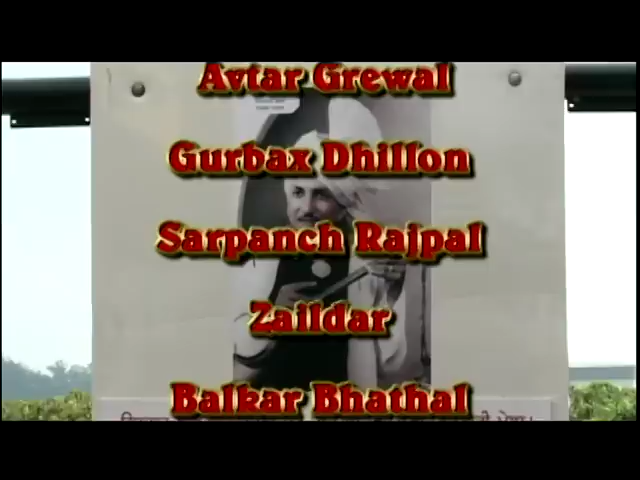 Avtar Grewal
Gurbax Dhillon
Sarpanch Rajpal
Zaildar
Balkar Bhathal